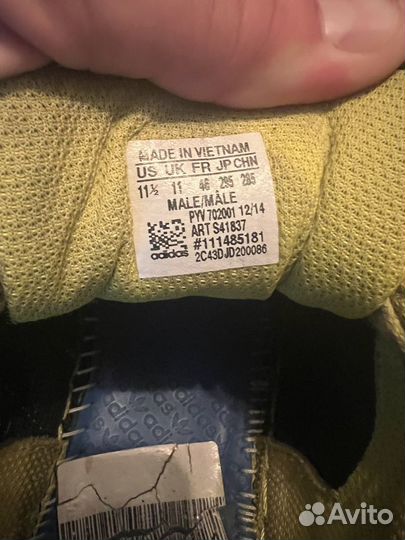 MADE IN VIETNAM
US UK FR JP CHN
11½ 11 46 295 285
MALE/MÀLE
PYV 702001 12/14
ART S41837
#111485181
2C43DJD200086
adidas
Avito